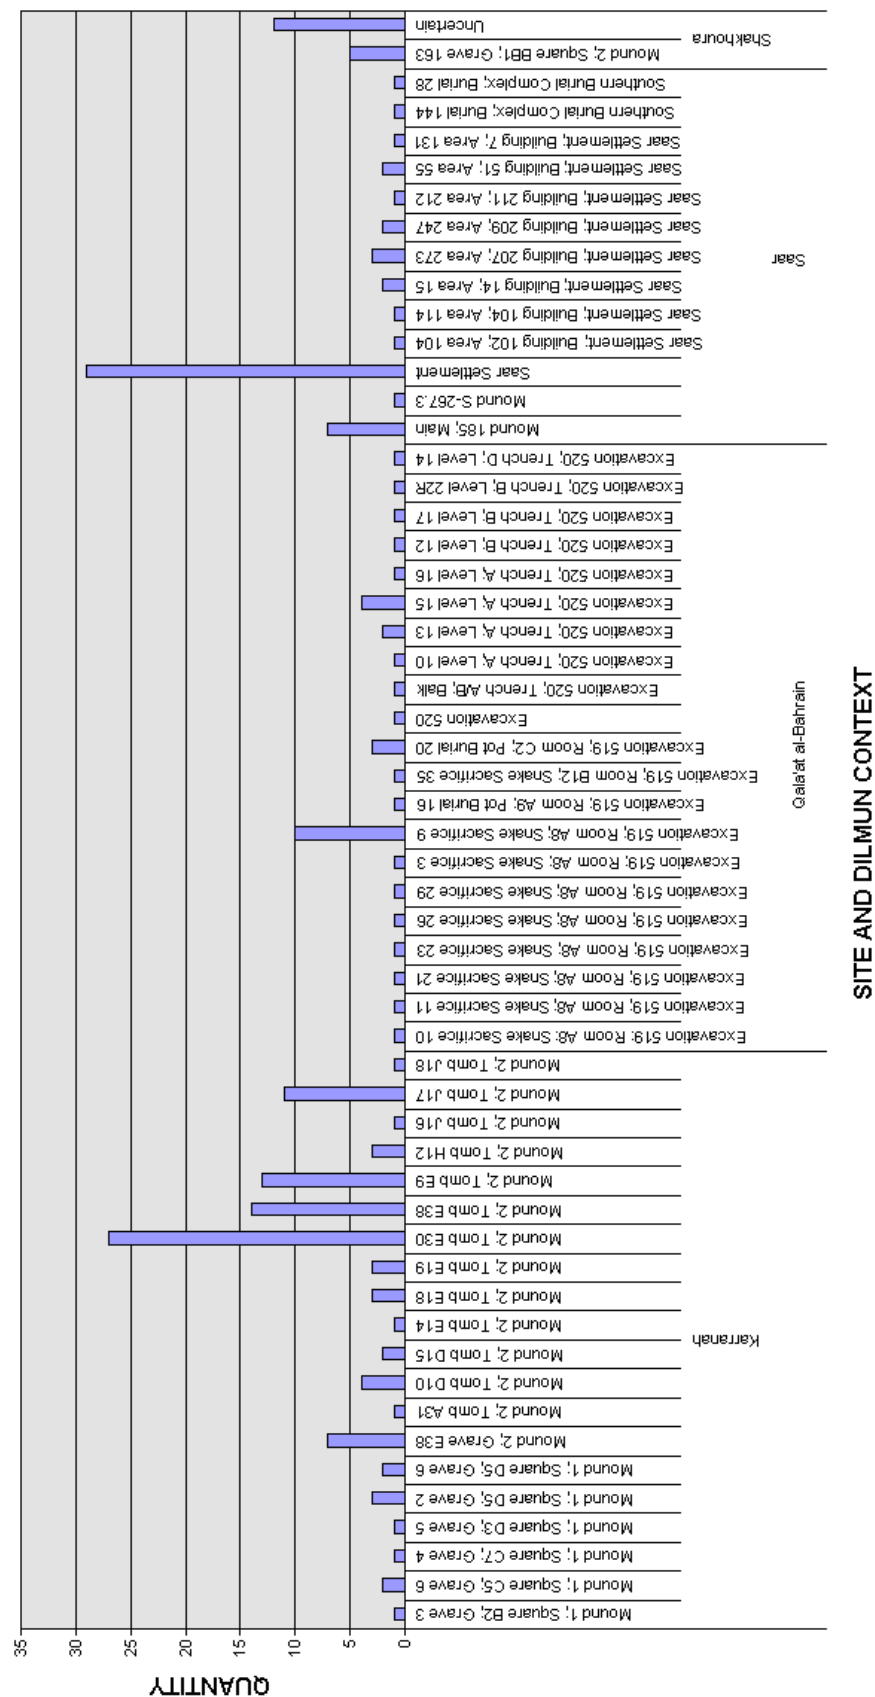 QUANTITY
35
30
25
20
15
10
5
0
Mound 1; Square B2; Grave 3
Mound 1; Square C5; Grave 6
Mound 1; Square C7; Grave 4
Mound 1; Square D3; Grave 5
Mound 1; Square D5; Grave 2
Mound 1; Square D5; Grave 6
Mound 2; Grave E38
Mound 2; Tomb A31
Mound 2; Tomb D10
Mound 2; Tomb D15
Mound 2; Tomb E14
Mound 2; Tomb E18
Mound 2; Tomb E19
Mound 2; Tomb E30
Mound 2; Tomb E38
Mound 2; Tomb E9
Mound 2; Tomb H12
Mound 2; Tomb J16
Mound 2; Tomb J17
Mound 2; Tomb J18
Excavation 519; Room A8; Snake Sacrifice 10
Excavation 519; Room A8; Snake Sacrifice 11
Excavation 519; Room A8; Snake Sacrifice 21
Excavation 519; Room A8; Snake Sacrifice 23
Excavation 519; Room A8; Snake Sacrifice 26
Excavation 519; Room A8; Snake Sacrifice 29
Excavation 519; Room A8; Snake Sacrifice 3
Excavation 519; Room A8; Snake Sacrifice 9
Excavation 519; Room A9; Pot Burial 16
Excavation 519; Room B12; Snake Sacrifice 35
Excavation 519; Room C2; Pot Burial 20
Excavation 520
Excavation 520; Trench A/B; Balk
Excavation 520; Trench A; Level 10
Excavation 520; Trench A; Level 13
Excavation 520; Trench A; Level 15
Excavation 520; Trench A; Level 16
Excavation 520; Trench B; Level 12
Excavation 520; Trench B; Level 17
Excavation 520; Trench B; Level 22R
Excavation 520; Trench D; Level 14
Mound 185; Main
Mound S-267.3
Saar Settlement
Saar Settlement; Building 102; Area 104
Saar Settlement; Building 104; Area 114
Saar Settlement; Building 14; Area 15
Saar Settlement; Building 207; Area 273
Saar Settlement; Building 209; Area 247
Saar Settlement; Building 211; Area 212
Saar Settlement; Building 51; Area 55
Saar Settlement; Building 7; Area 131
Southern Burial Complex; Burial 144
Southern Burial Complex; Burial 28
Mound 2; Square BB1; Grave 163
Uncertain
Karranah
Qala'at al-Bahrain
Saar
Shakhoura
SITE AND DILMUN CONTEXT